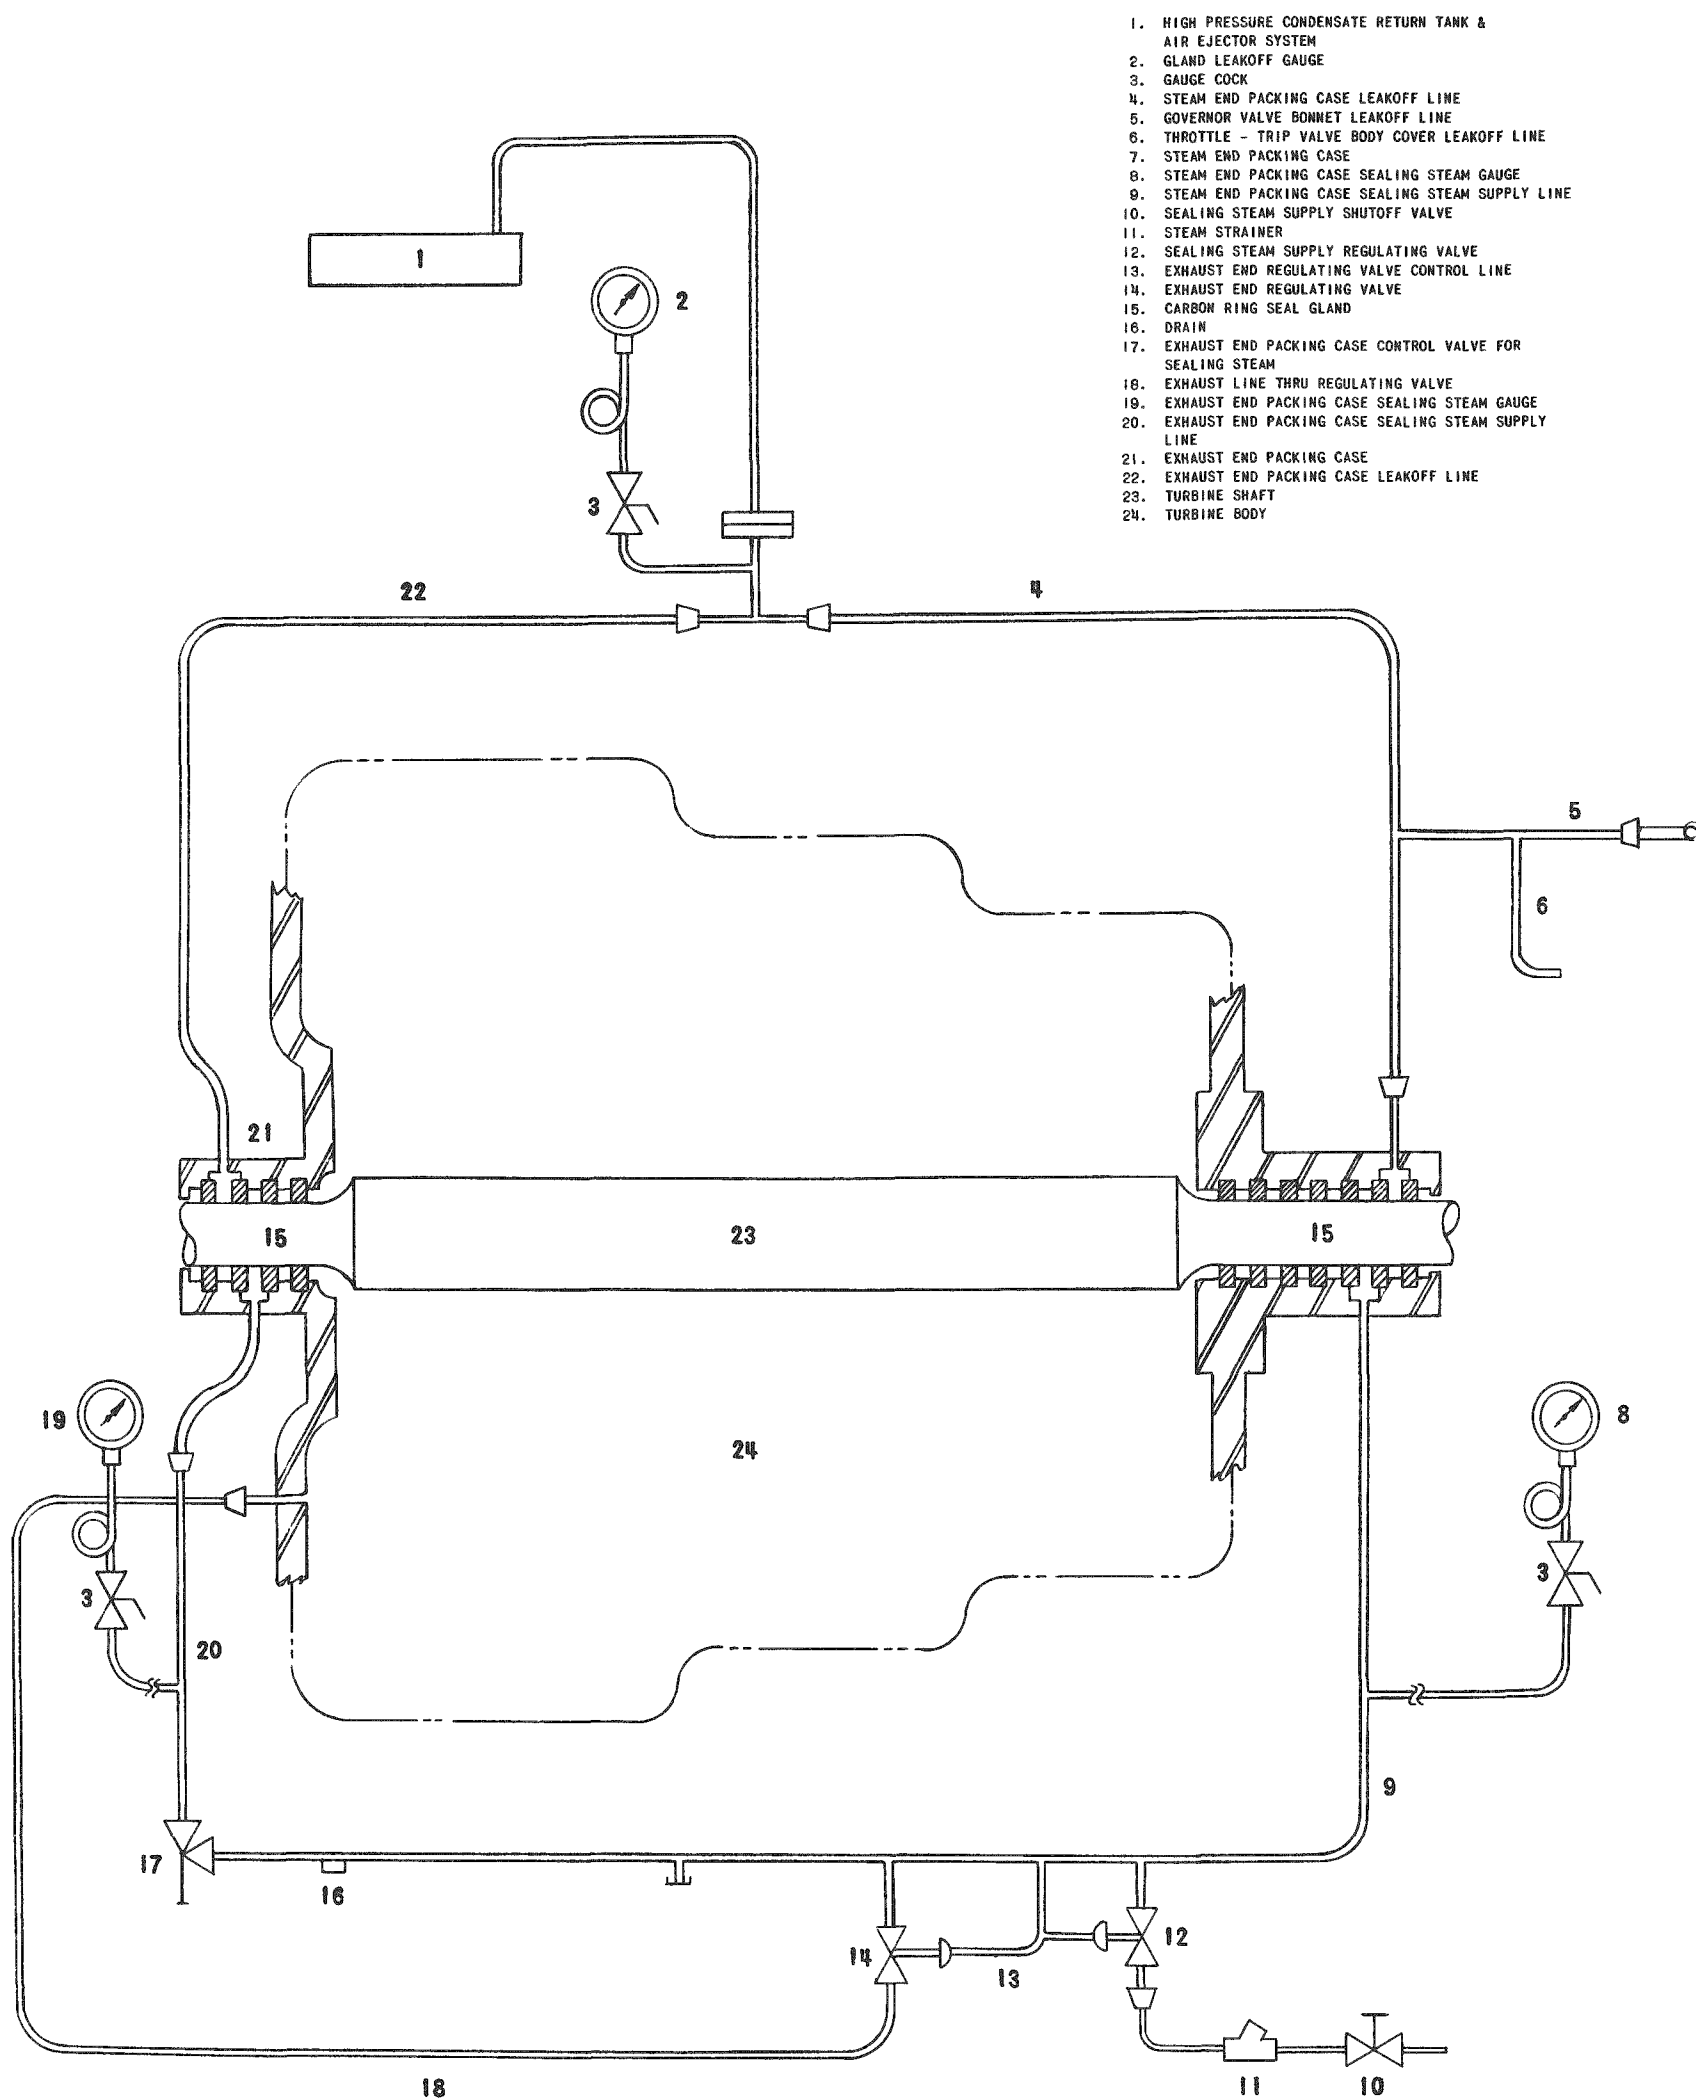 1. HIGH PRESSURE CONDENSATE RETURN TANK &
AIR EJECTOR SYSTEM
2. GLAND LEAKOFF GAUGE
3. GAUGE COCK
4. STEAM END PACKING CASE LEAKOFF LINE
5. GOVERNOR VALVE BONNET LEAKOFF LINE
6. THROTTLE - TRIP VALVE BODY COVER LEAKOFF LINE
7. STEAM END PACKING CASE
8. STEAM END PACKING CASE SEALING STEAM GAUGE
9. STEAM END PACKING CASE SEALING STEAM SUPPLY LINE
10. SEALING STEAM SUPPLY SHUTOFF VALVE
11. STEAM STRAINER
12. SEALING STEAM SUPPLY REGULATING VALVE
13. EXHAUST END REGULATING VALVE CONTROL LINE
14. EXHAUST END REGULATING VALVE
15. CARBON RING SEAL GLAND
16. DRAIN
17. EXHAUST END PACKING CASE CONTROL VALVE FOR
SEALING STEAM
18. EXHAUST LINE THRU REGULATING VALVE
19. EXHAUST END PACKING CASE SEALING STEAM GAUGE
20. EXHAUST END PACKING CASE SEALING STEAM SUPPLY
LINE
21. EXHAUST END PACKING CASE
22. EXHAUST END PACKING CASE LEAKOFF LINE
23. TURBINE SHAFT
24. TURBINE BODY
1
2
3
22
4
5
6
21
15
23
15
19
8
24
3
3
20
9
17
16
14
13
12
18
11
10